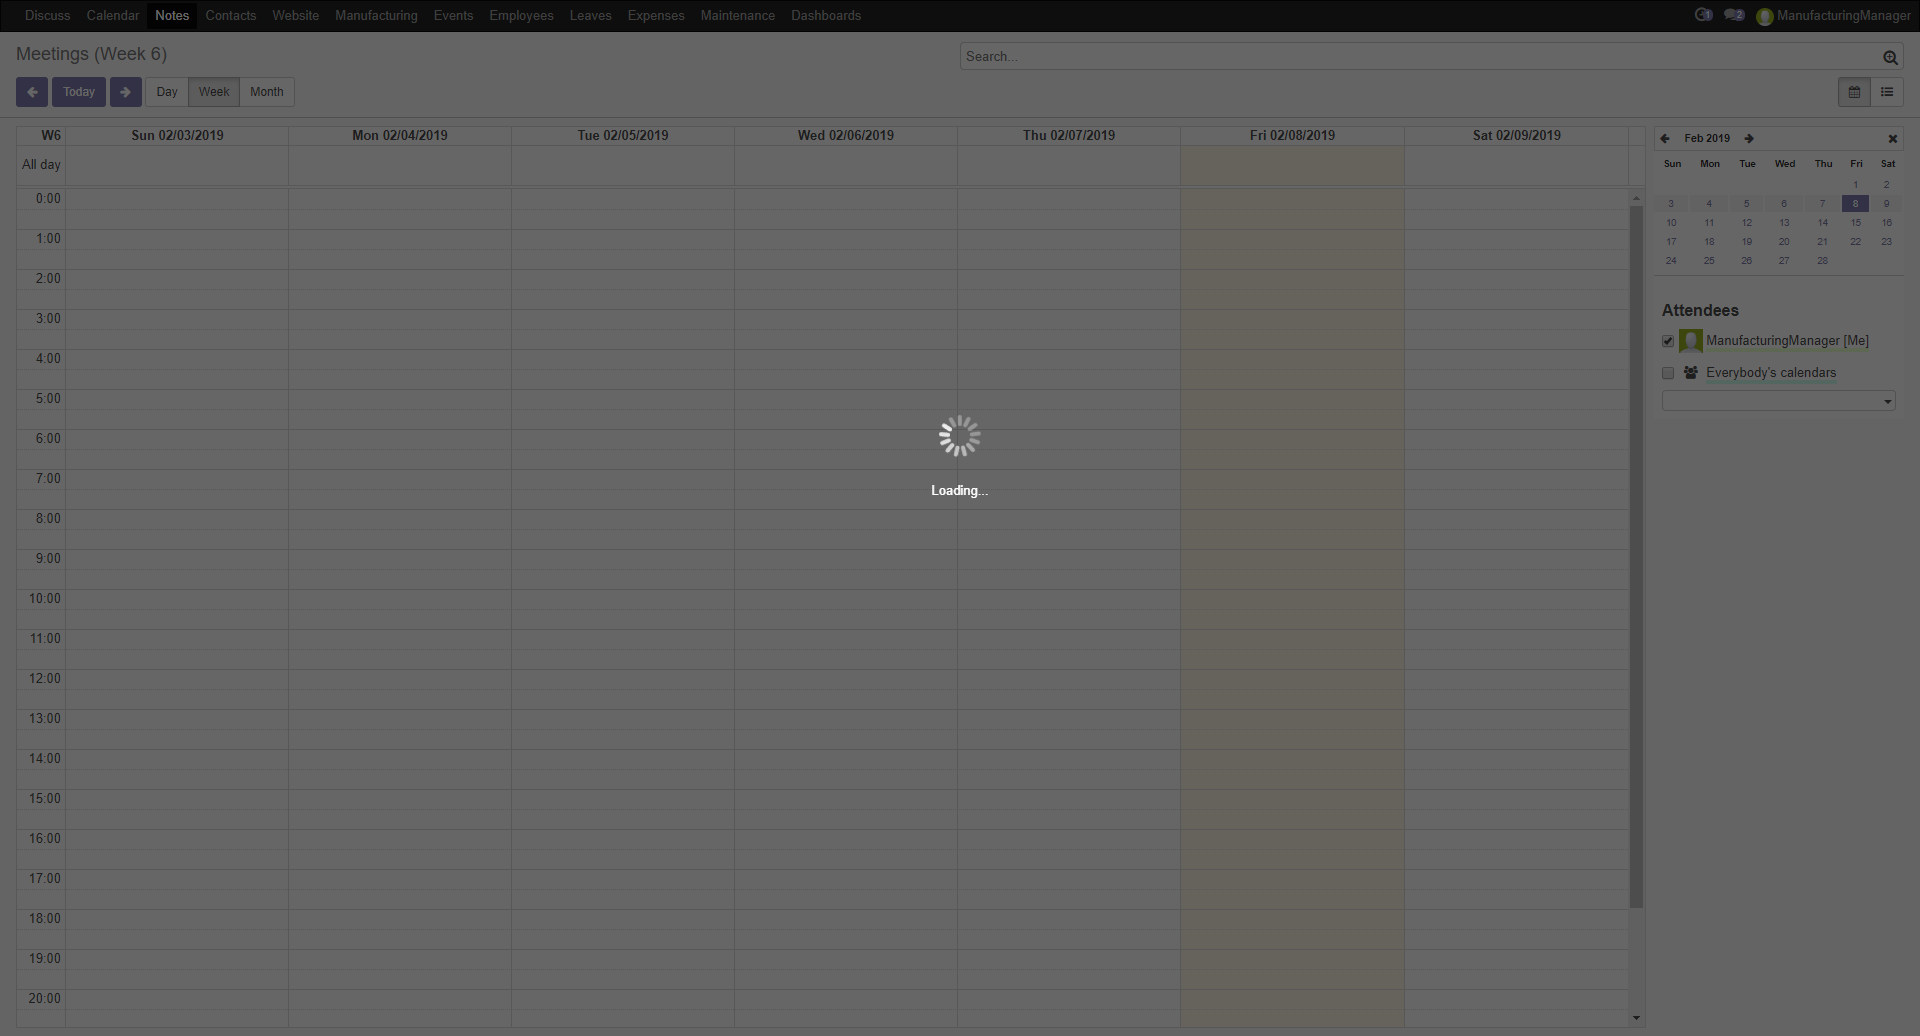 Discuss Calendar Notes Contacts Website Manufacturing Events Employees Leaves Expenses Maintenance Dashboards 1 2 ManufacturingManager
Meetings (Week 6)
Search...
Today Day Week Month
W6 Sun 02/03/2019 Mon 02/04/2019 Tue 02/05/2019 Wed 02/06/2019 Thu 02/07/2019 Fri 02/08/2019 Sat 02/09/2019
All day
0:00
1:00
2:00
3:00
4:00
5:00
6:00
7:00
8:00
9:00
10:00
11:00
12:00
13:00
14:00
15:00
16:00
17:00
18:00
19:00
20:00
Loading...
Feb 2019
Sun Mon Tue Wed Thu Fri Sat
1 2
3 4 5 6 7 8 9
10 11 12 13 14 15 16
17 18 19 20 21 22 23
24 25 26 27 28
Attendees
ManufacturingManager [Me]
Everybody's calendars